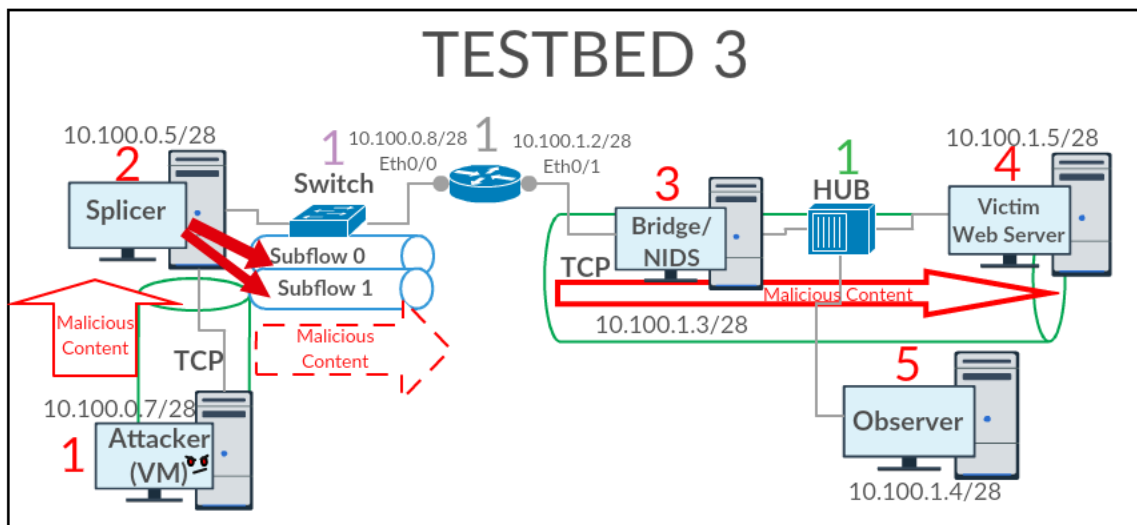 TESTBED 3
10.100.0.5/28
2
Splicer
1
Switch
10.100.0.8/28
Eth0/0
1
10.100.1.2/28
Eth0/1
3
Bridge/
NIDS
1
HUB
10.100.1.5/28
4
Victim
Web Server
Subflow 0
Subflow 1
Malicious
Content
TCP
Malicious
Content
TCP
Malicious Content
10.100.1.3/28
10.100.0.7/28
1
Attacker
(VM)
5
Observer
10.100.1.4/28